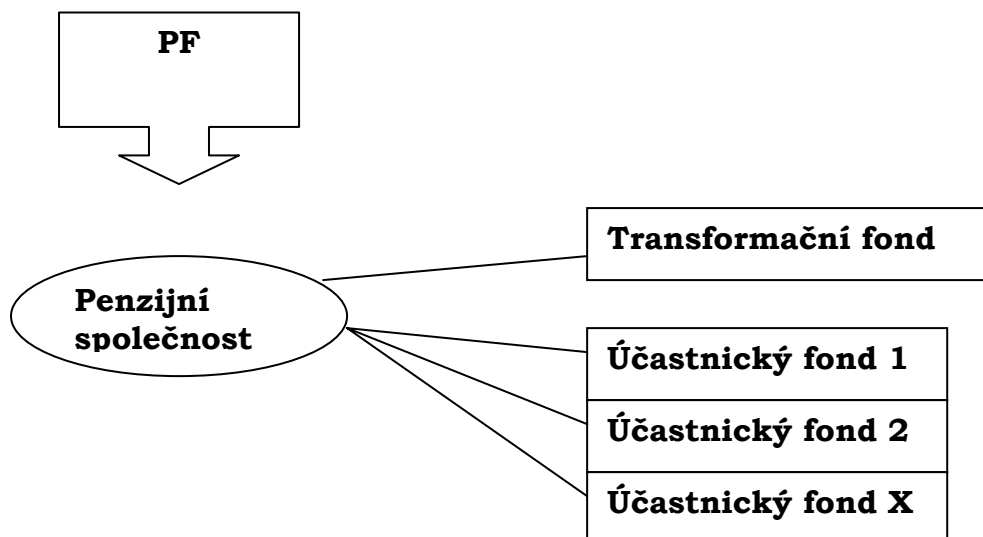 PF
Transformační fond
Penzijní
společnost
Účastnický fond 1
Účastnický fond 2
Účastnický fond X